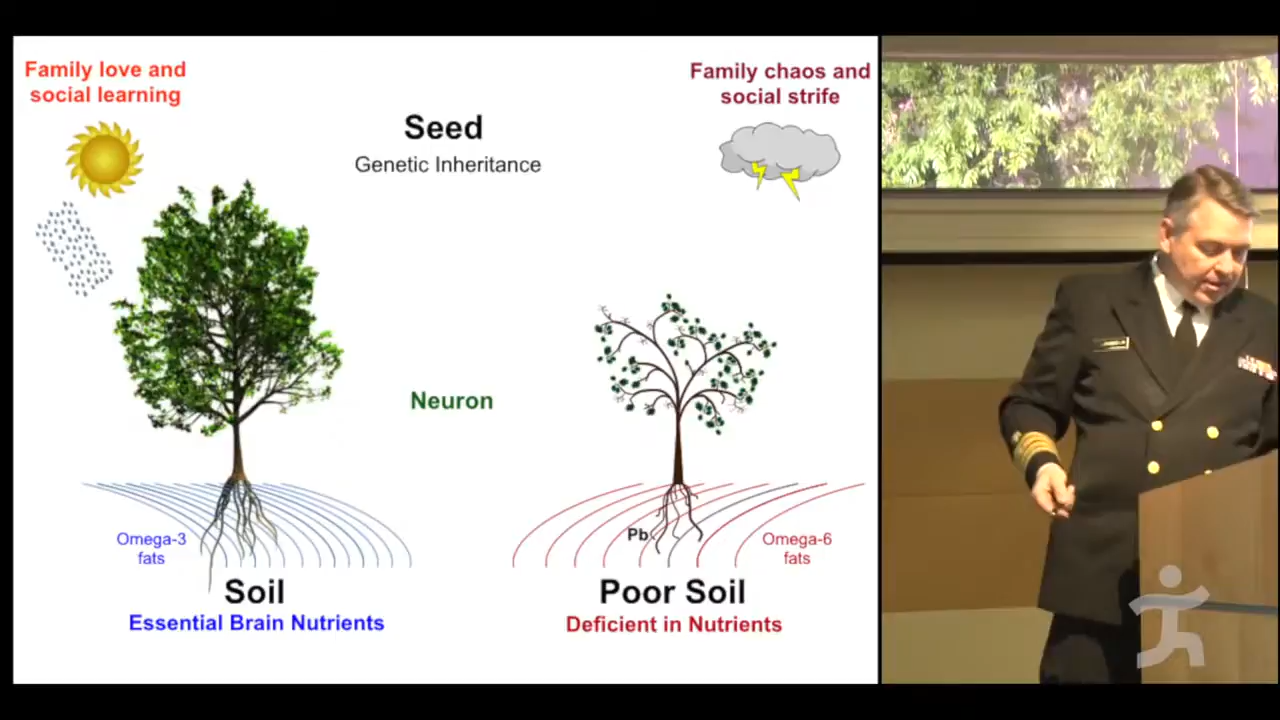 Family love and
social learning
Family chaos and
social strife
Seed
Genetic Inheritance
Neuron
Omega-3
fats
Pb
Omega-6
fats
Soil
Essential Brain Nutrients
Poor Soil
Deficient in Nutrients